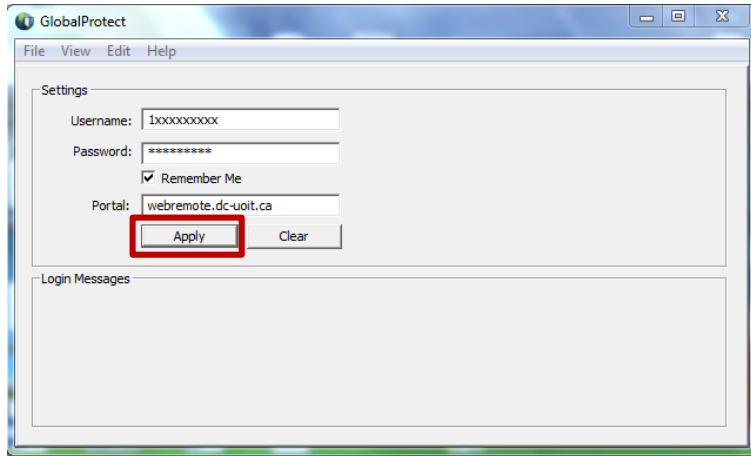 GlobalProtect
File View Edit Help
Settings
Username: 1xxxxxxxxx
Password: *********
Remember Me
Portal: webremote.dc-uoit.ca
Apply Clear
Login Messages